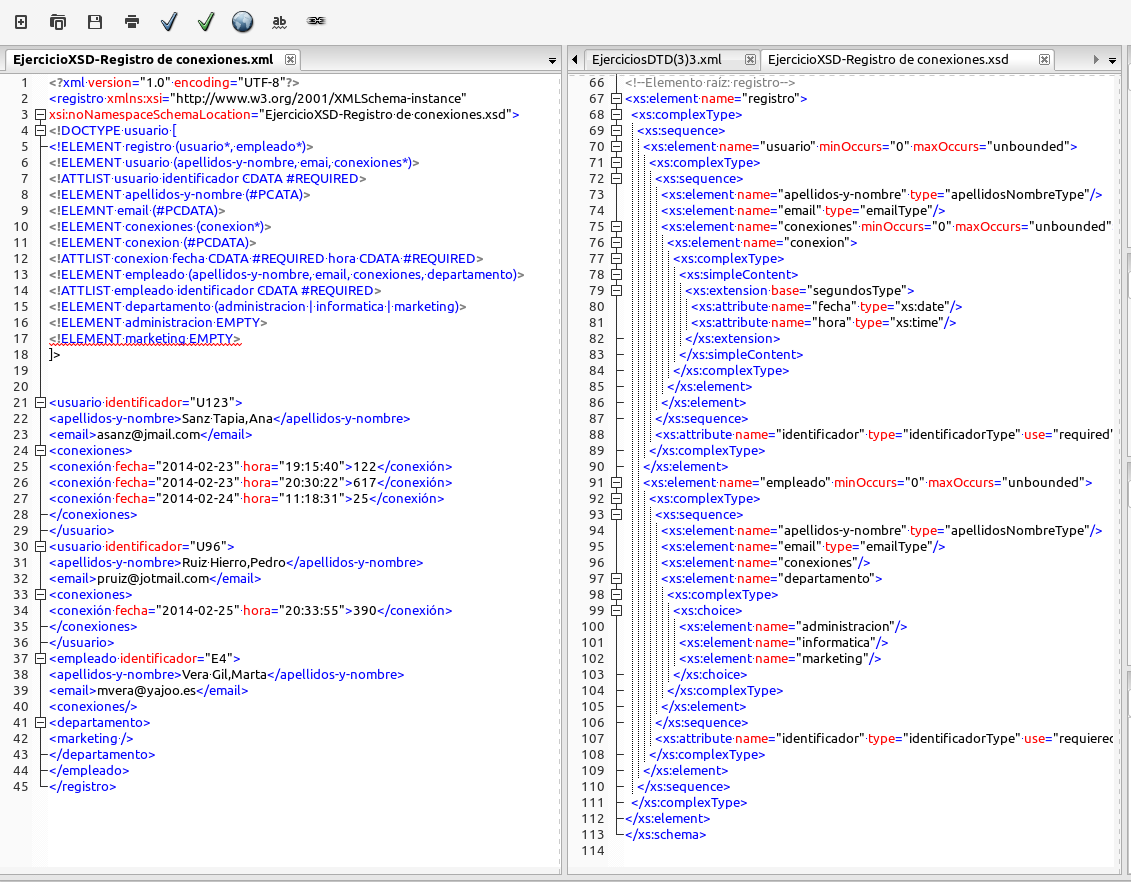 EjercicioXSD-Registro de conexiones.xml
1 <?xml version="1.0" encoding="UTF-8"?>
2 <registro xmlns:xsi="http://www.w3.org/2001/XMLSchema-instance"
3 xsi:noNamespaceSchemaLocation="EjercicioXSD-Registro de conexiones.xsd">
4 <!DOCTYPE usuario [
5 <!ELEMENT registro (usuario*, empleado*)>
6 <!ELEMENT usuario (apellidos-y-nombre, emai, conexiones*)>
7 <!ATTLIST usuario identificador CDATA #REQUIRED>
8 <!ELEMENT apellidos-y-nombre (#PCATA)>
9 <!ELEMNT email (#PCDATA)>
10 <!ELEMENT conexiones (conexion*)>
11 <!ELEMENT conexion (#PCDATA)>
12 <!ATTLIST conexion fecha CDATA #REQUIRED hora CDATA #REQUIRED>
13 <!ELEMENT empleado (apellidos-y-nombre, email, conexiones, departamento)>
14 <!ATTLIST empleado identificador CDATA #REQUIRED>
15 <!ELEMENT departamento (administracion | informatica | marketing)>
16 <!ELEMENT administracion EMPTY>
17 <!ELEMENT marketing EMPTY>
18 ]>
19
20
21 <usuario identificador="U123">
22 <apellidos-y-nombre>Sanz Tapia,Ana</apellidos-y-nombre>
23 <email>asanz@jmail.com</email>
24 <conexiones>
25 <conexión fecha="2014-02-23" hora="19:15:40">122</conexión>
26 <conexión fecha="2014-02-23" hora="20:30:22">617</conexión>
27 <conexión fecha="2014-02-24" hora="11:18:31">25</conexión>
28 </conexiones>
29 </usuario>
30 <usuario identificador="U96">
31 <apellidos-y-nombre>Ruiz Hierro,Pedro</apellidos-y-nombre>
32 <email>pruiz@jotmail.com</email>
33 <conexiones>
34 <conexión fecha="2014-02-25" hora="20:33:55">390</conexión>
35 </conexiones>
36 </usuario>
37 <empleado identificador="E4">
38 <apellidos-y-nombre>Vera Gil,Marta</apellidos-y-nombre>
39 <email>mvera@yajoo.es</email>
40 <conexiones/>
41 <departamento>
42 <marketing />
43 </departamento>
44 </empleado>
45 </registro>
EjerciciosDTD(3)3.xml
EjercicioXSD-Registro de conexiones.xsd
66 <!--Elemento raíz: registro-->
67 <xs:element name="registro">
68 <xs:complexType>
69 <xs:sequence>
70 <xs:element name="usuario" minOccurs="0" maxOccurs="unbounded">
71 <xs:complexType>
72 <xs:sequence>
73 <xs:element name="apellidos-y-nombre" type="apellidosNombreType"/>
74 <xs:element name="email" type="emailType"/>
75 <xs:element name="conexiones" minOccurs="0" maxOccurs="unbounded"
76 <xs:element name="conexion">
77 <xs:complexType>
78 <xs:simpleContent>
79 <xs:extension base="segundosType">
80 <xs:attribute name="fecha" type="xs:date"/>
81 <xs:attribute name="hora" type="xs:time"/>
82 </xs:extension>
83 </xs:simpleContent>
84 </xs:complexType>
85 </xs:element>
86 </xs:element>
87 </xs:sequence>
88 <xs:attribute name="identificador" type="identificadorType" use="required"
89 </xs:complexType>
90 </xs:element>
91 <xs:element name="empleado" minOccurs="0" maxOccurs="unbounded">
92 <xs:complexType>
93 <xs:sequence>
94 <xs:element name="apellidos-y-nombre" type="apellidosNombreType"/>
95 <xs:element name="email" type="emailType"/>
96 <xs:element name="conexiones"/>
97 <xs:element name="departamento">
98 <xs:complexType>
99 <xs:choice>
100 <xs:element name="administracion"/>
101 <xs:element name="informatica"/>
102 <xs:element name="marketing"/>
103 </xs:choice>
104 </xs:complexType>
105 </xs:element>
106 </xs:sequence>
107 <xs:attribute name="identificador" type="identificadorType" use="requiered
108 </xs:complexType>
109 </xs:element>
110 </xs:sequence>
111 </xs:complexType>
112 </xs:element>
113 </xs:schema>
114